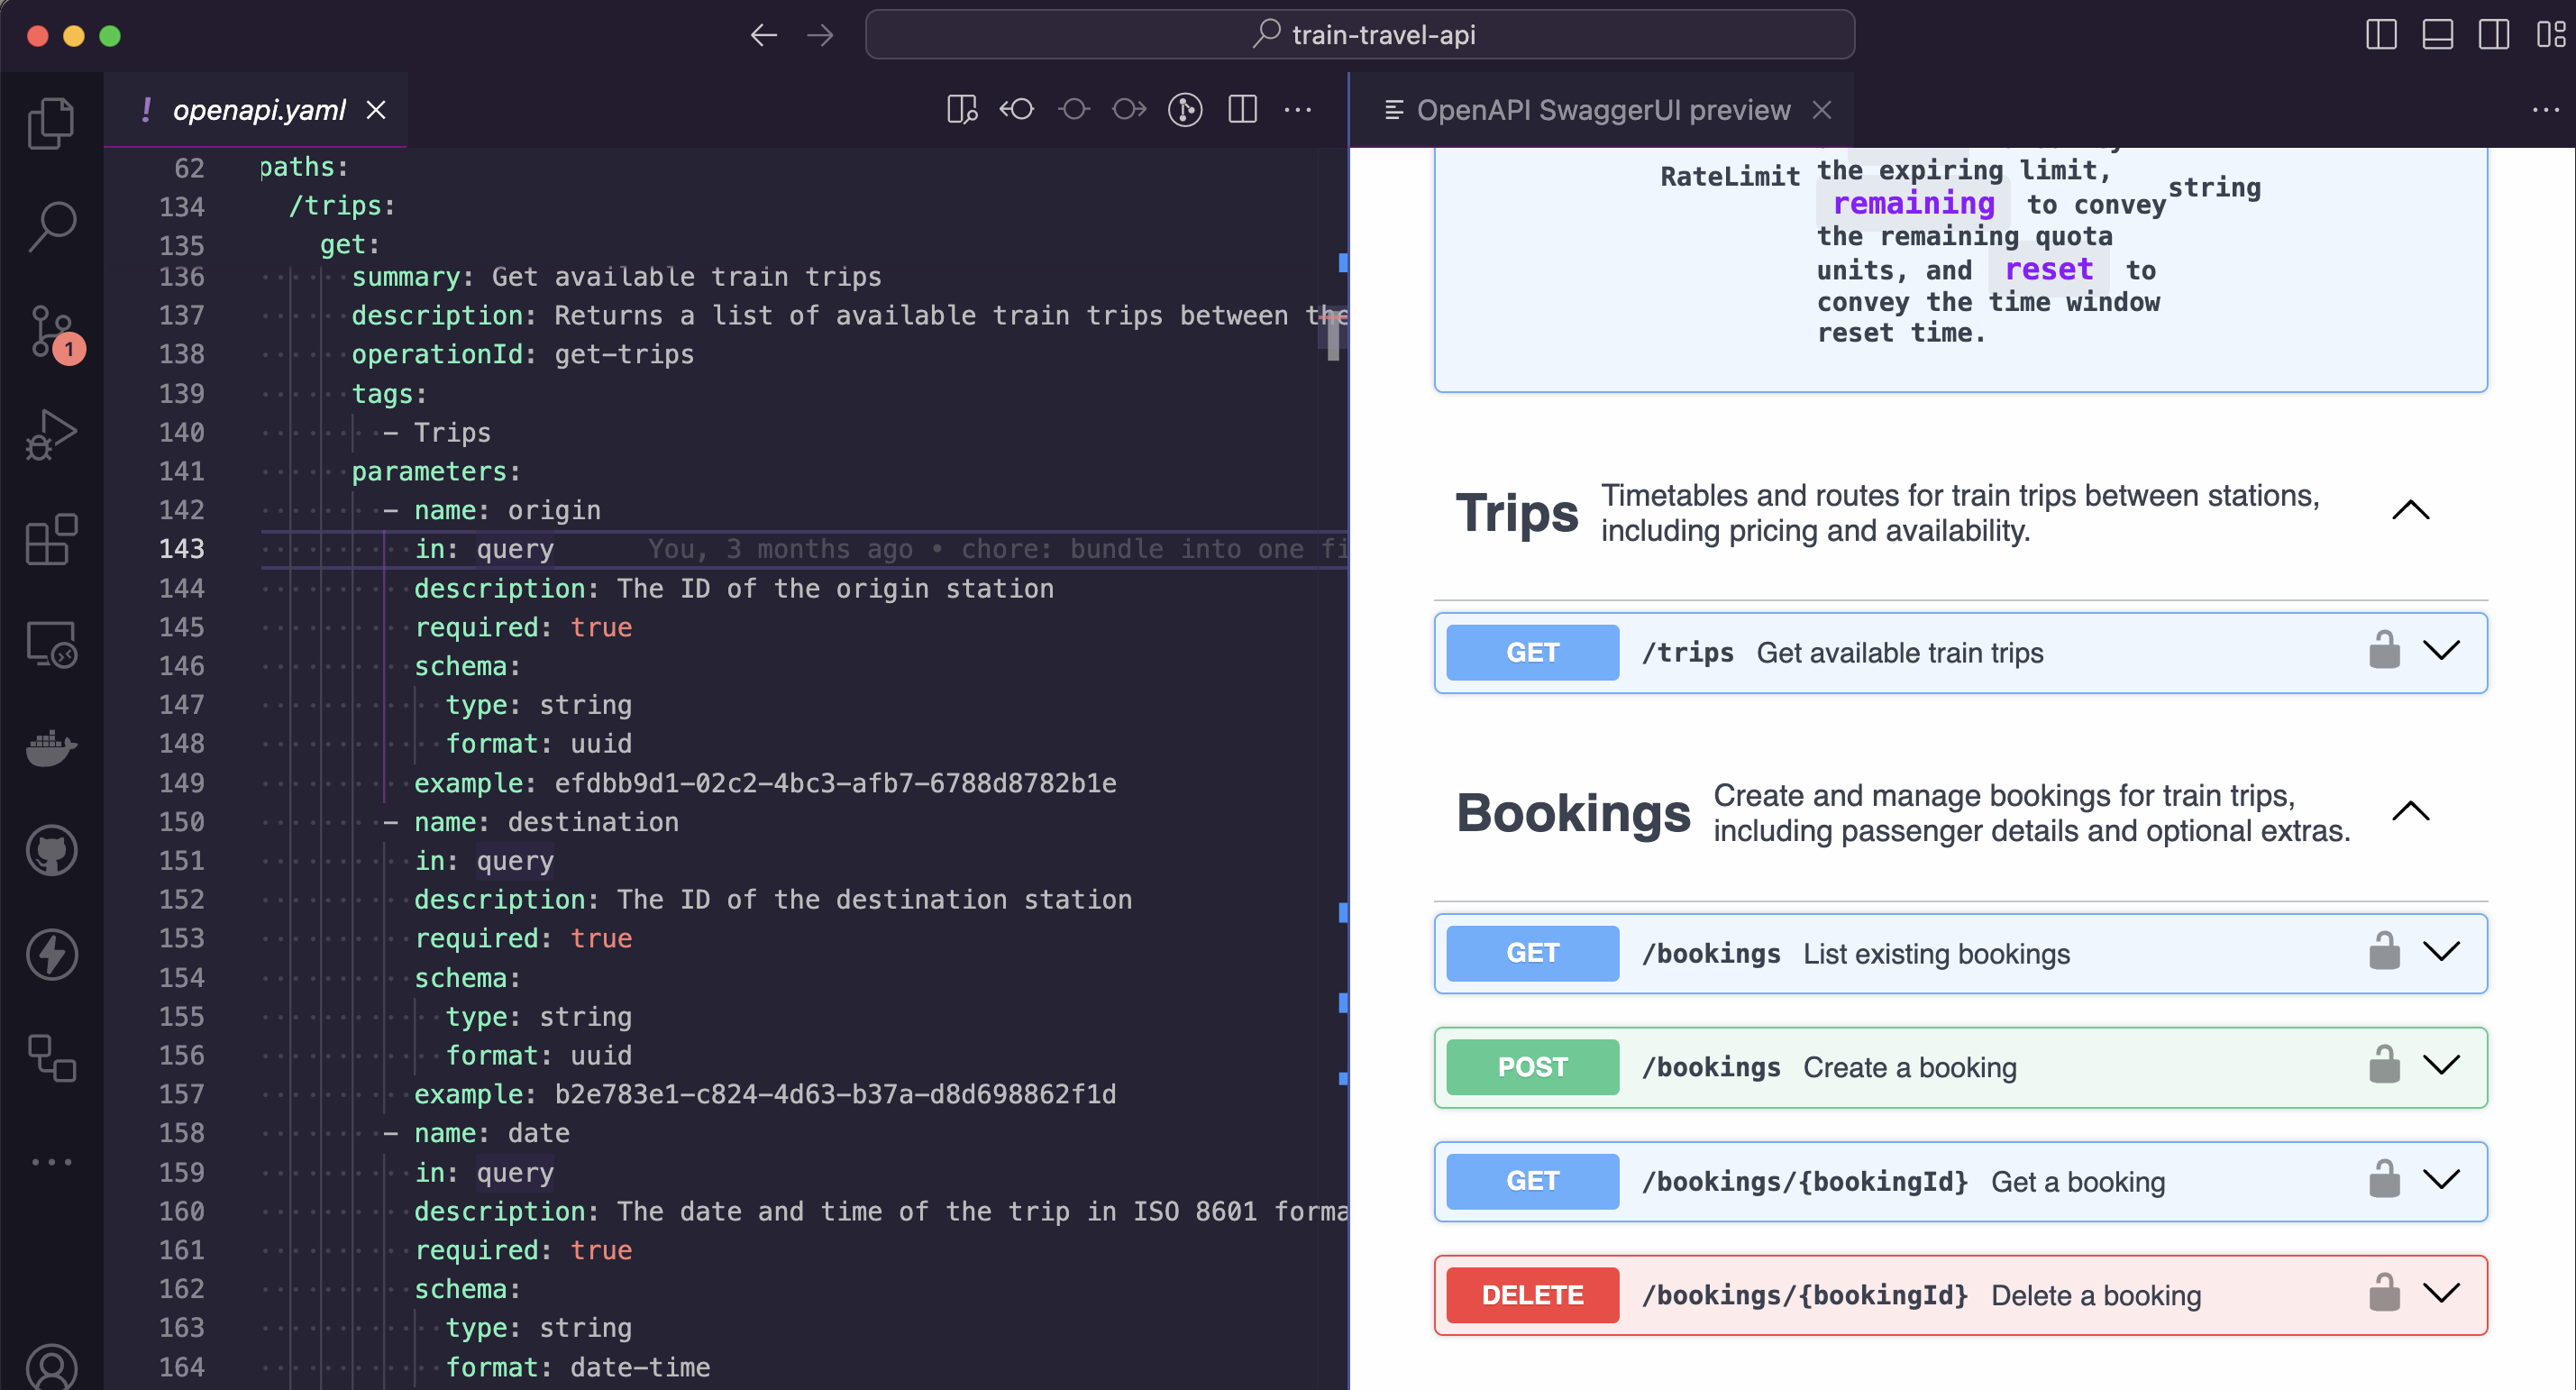 train-travel-api
! openapi.yaml
OpenAPI SwaggerUI preview
1
62 paths:
134 /trips:
135 get:
136 summary: Get available train trips
137 description: Returns a list of available train trips between the
138 operationId: get-trips
139 tags:
140 - Trips
141 parameters:
142 - name: origin
143 in: query You, 3 months ago • chore: bundle into one fi
144 description: The ID of the origin station
145 required: true
146 schema:
147 type: string
148 format: uuid
149 example: efdbb9d1-02c2-4bc3-afb7-6788d8782b1e
150 - name: destination
151 in: query
152 description: The ID of the destination station
153 required: true
154 schema:
155 type: string
156 format: uuid
157 example: b2e783e1-c824-4d63-b37a-d8d698862f1d
158 - name: date
159 in: query
160 description: The date and time of the trip in ISO 8601 forma
161 required: true
162 schema:
163 type: string
164 format: date-time
RateLimit
the expiring limit,
remaining to convey
the remaining quota
units, and reset to
convey the time window
reset time.
string
Trips
Timetables and routes for train trips between stations,
including pricing and availability.
GET /trips Get available train trips
Bookings
Create and manage bookings for train trips,
including passenger details and optional extras.
GET /bookings List existing bookings
POST /bookings Create a booking
GET /bookings/{bookingId} Get a booking
DELETE /bookings/{bookingId} Delete a booking